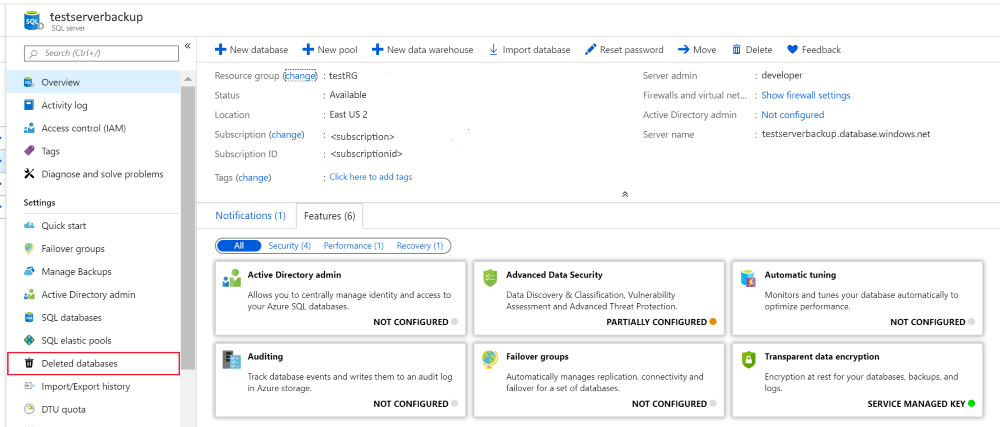 testserverbackup
SQL server
Search (Ctrl+/)
«
Overview
Activity log
Access control (IAM)
Tags
Diagnose and solve problems
Settings
Quick start
Failover groups
Manage Backups
Active Directory admin
SQL databases
SQL elastic pools
Deleted databases
Import/Export history
DTU quota
New database New pool New data warehouse Import database Reset password Move Delete Feedback
Resource group (change) : testRG
Status : Available
Location : East US 2
Subscription (change) : <subscription>
Subscription ID : <subscriptionid>
Tags (change) : Click here to add tags
Server admin : developer
Firewalls and virtual net... : Show firewall settings
Active Directory admin : Not configured
Server name : testserverbackup.database.windows.net
Notifications (1) Features (6)
All Security (4) Performance (1) Recovery (1)
Active Directory admin
Allows you to centrally manage identity and access to
your Azure SQL databases.
NOT CONFIGURED
Advanced Data Security
Data Discovery & Classification, Vulnerability
Assessment and Advanced Threat Protection.
PARTIALLY CONFIGURED
Automatic tuning
Monitors and tunes your database automatically to
optimize performance.
NOT CONFIGURED
Auditing
Track database events and writes them to an audit log
in Azure storage.
NOT CONFIGURED
Failover groups
Automatically manages replication, connectivity and
failover for a set of databases.
NOT CONFIGURED
Transparent data encryption
Encryption at rest for your databases, backups, and
logs.
SERVICE MANAGED KEY